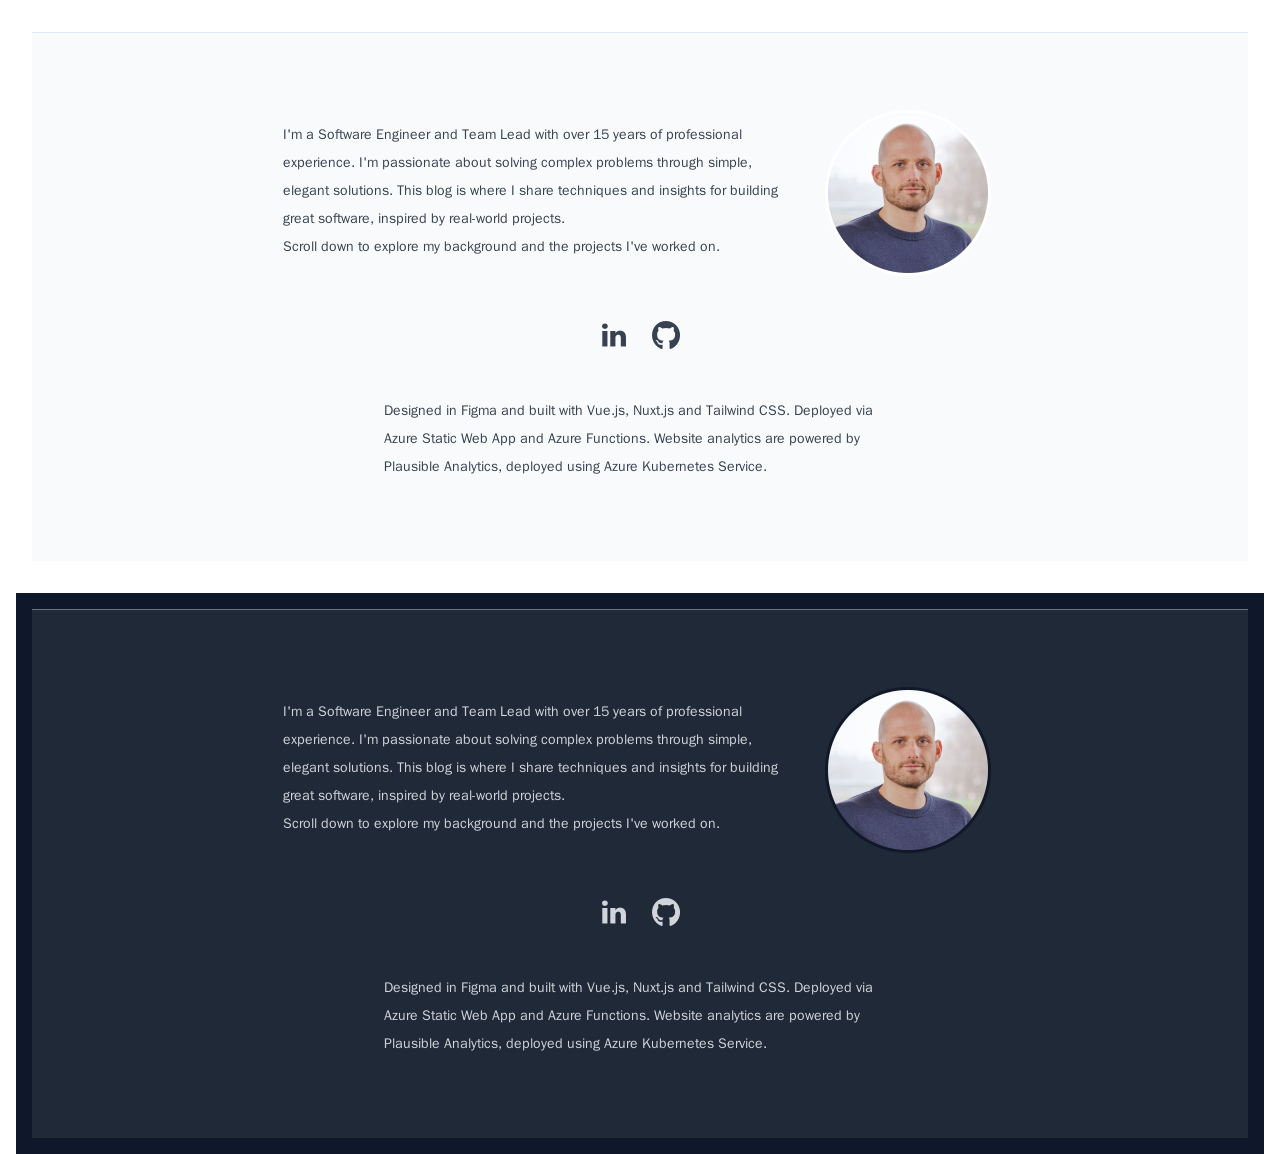 I'm a Software Engineer and Team Lead with over 15 years of professional
experience. I'm passionate about solving complex problems through simple,
elegant solutions. This blog is where I share techniques and insights for building
great software, inspired by real-world projects.
Scroll down to explore my background and the projects I've worked on.
in
Designed in Figma and built with Vue.js, Nuxt.js and Tailwind CSS. Deployed via
Azure Static Web App and Azure Functions. Website analytics are powered by
Plausible Analytics, deployed using Azure Kubernetes Service.
I'm a Software Engineer and Team Lead with over 15 years of professional
experience. I'm passionate about solving complex problems through simple,
elegant solutions. This blog is where I share techniques and insights for building
great software, inspired by real-world projects.
Scroll down to explore my background and the projects I've worked on.
in
Designed in Figma and built with Vue.js, Nuxt.js and Tailwind CSS. Deployed via
Azure Static Web App and Azure Functions. Website analytics are powered by
Plausible Analytics, deployed using Azure Kubernetes Service.